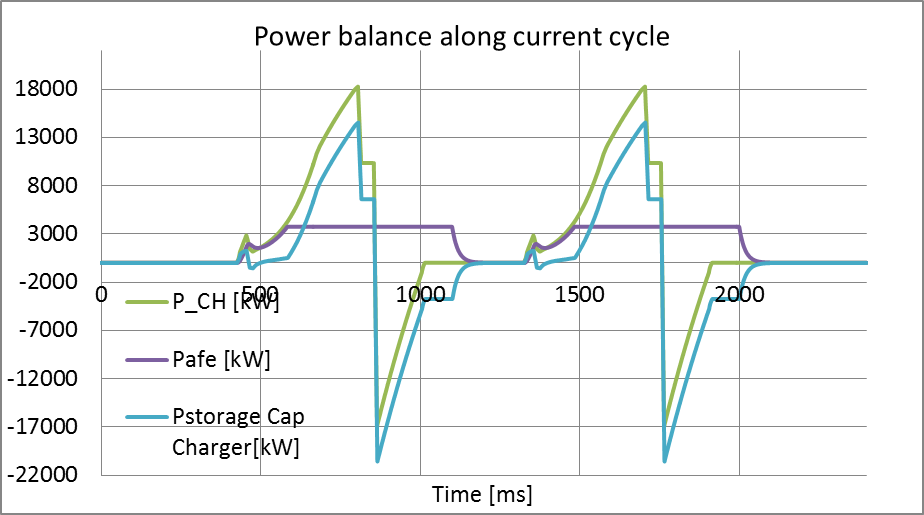 Power balance along current cycle
18000
13000
8000
3000
-2000
-7000
-12000
-17000
-22000
0
500
1000
1500
2000
P_CH [kW]
Pafe [kW]
Pstorage Cap
Charger[kW]
Time [ms]